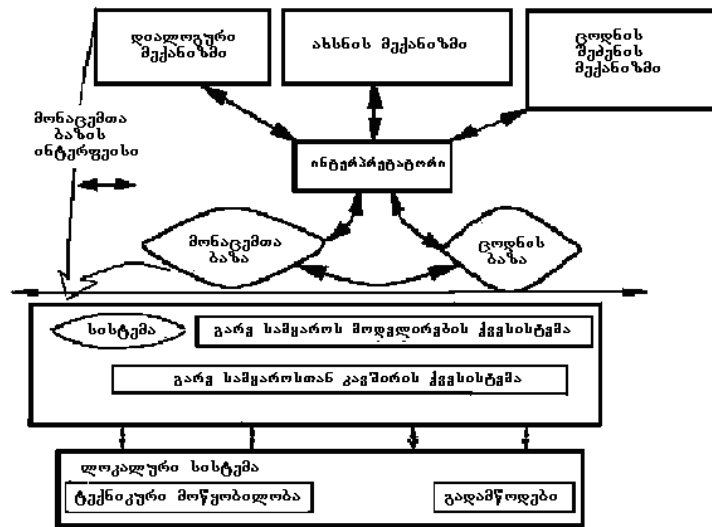 დიალოგური
მექანიზმი
ახსნის მექანიზმი
ცოდნის
შეძენის
მექანიზმი
მონაცემთა
ბაზის
ინტერფეისი
ინტერპრეტატორი
მონაცემთა
ბაზა
ცოდნის
ბაზა
სისტემა
გარე სამყაროს მოდელირების ქვესისტემა
გარე სამყაროსთან კავშირის ქვესისტემა
ლოკალური სისტემა
ტექნიკური მოწყობილობა
გადამწოდები